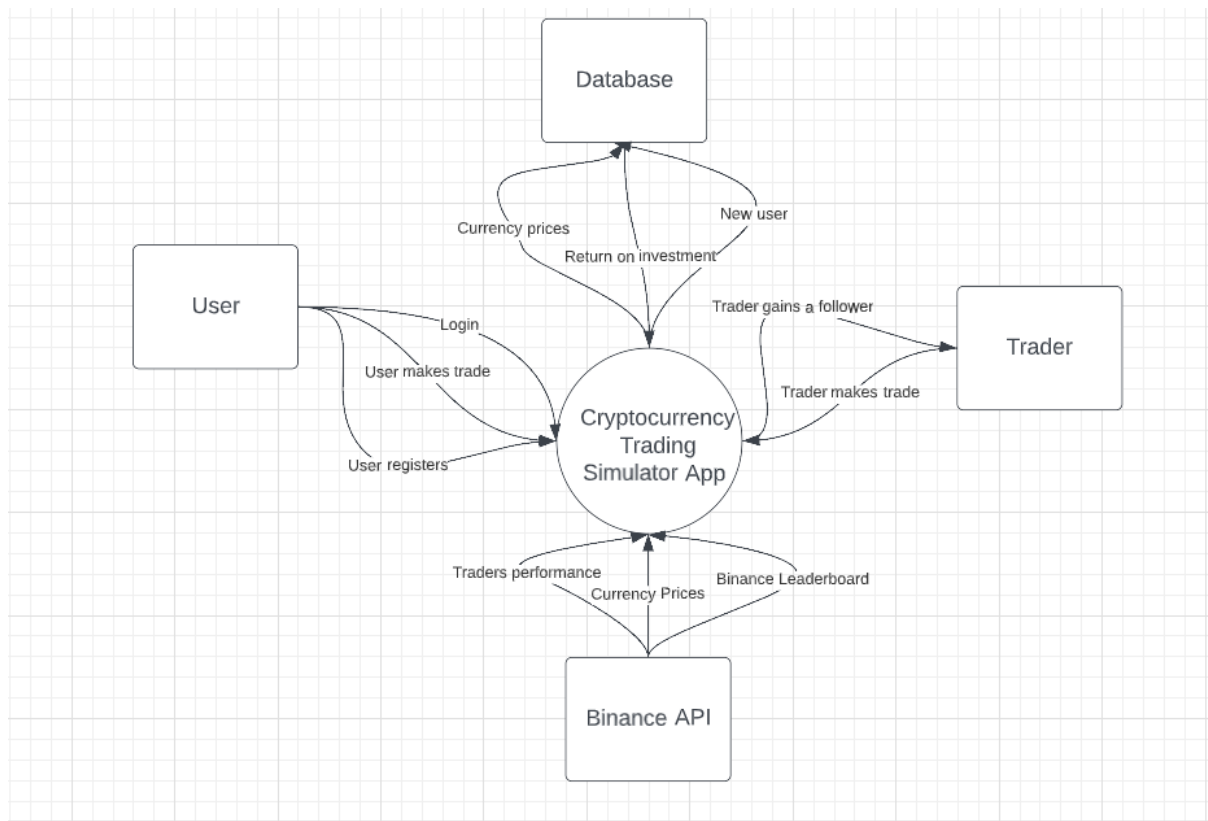 Database
Currency prices
New user
Return on investment
User
Login
User makes trade
User registers
Trader gains a follower
Trader
Trader makes trade
Cryptocurrency
Trading
Simulator App
Traders performance
Currency Prices
Binance Leaderboard
Binance API